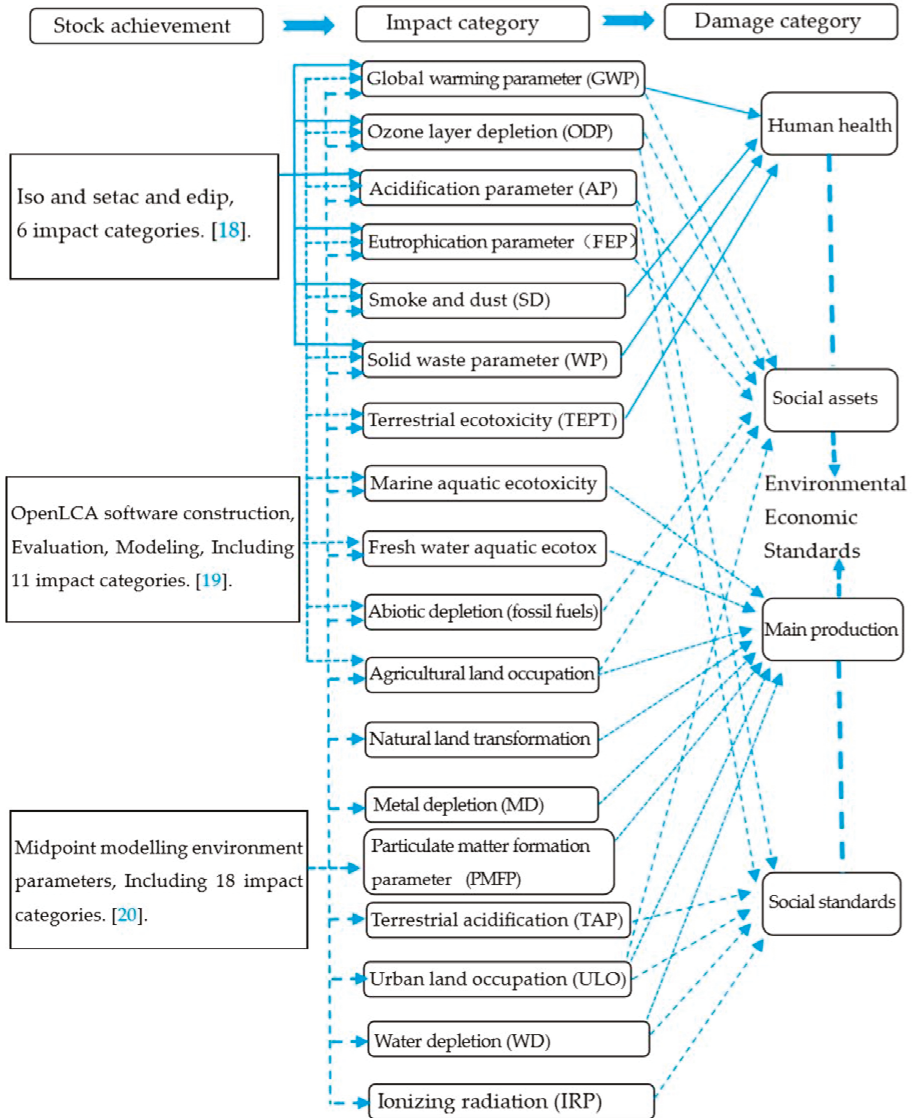 Stock achievement
Impact category
Damage category
Iso and setac and edip,
6 impact categories. [18].
OpenLCA software construction,
Evaluation, Modeling, Including
11 impact categories. [19].
Midpoint modelling environment
parameters, Including 18 impact
categories. [20].
Global warming parameter (GWP)
Ozone layer depletion (ODP)
Acidification parameter (AP)
Eutrophication parameter（FEP）
Smoke and dust (SD)
Solid waste parameter (WP)
Terrestrial ecotoxicity (TEPT)
Marine aquatic ecotoxicity
Fresh water aquatic ecotox
Abiotic depletion (fossil fuels)
Agricultural land occupation
Natural land transformation
Metal depletion (MD)
Particulate matter formation
parameter（PMFP)
Terrestrial acidification (TAP)
Urban land occupation (ULO)
Water depletion (WD)
Ionizing radiation (IRP)
Human health
Social assets
Environmental
Economic
Standards
Main production
Social standards